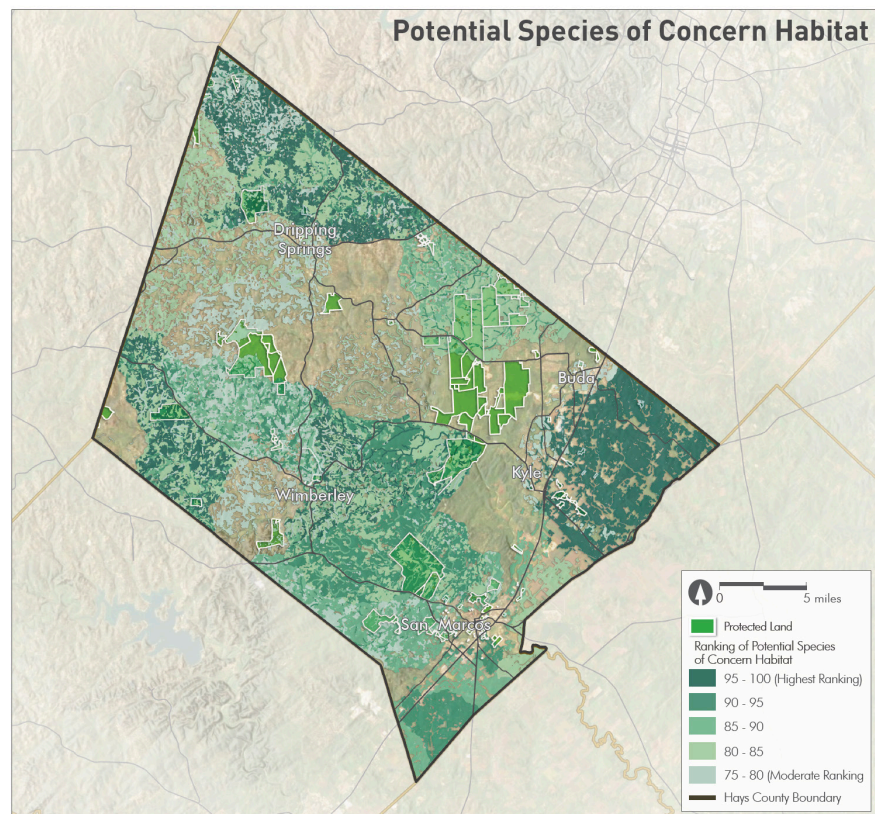 Potential Species of Concern Habitat
Dripping
Springs
Buda
Kyle
Wimberley
San Marcos
0 5 miles
Protected Land
Ranking of Potential Species
of Concern Habitat
95 - 100 (Highest Ranking)
90 - 95
85 - 90
80 - 85
75 - 80 (Moderate Ranking
Hays County Boundary